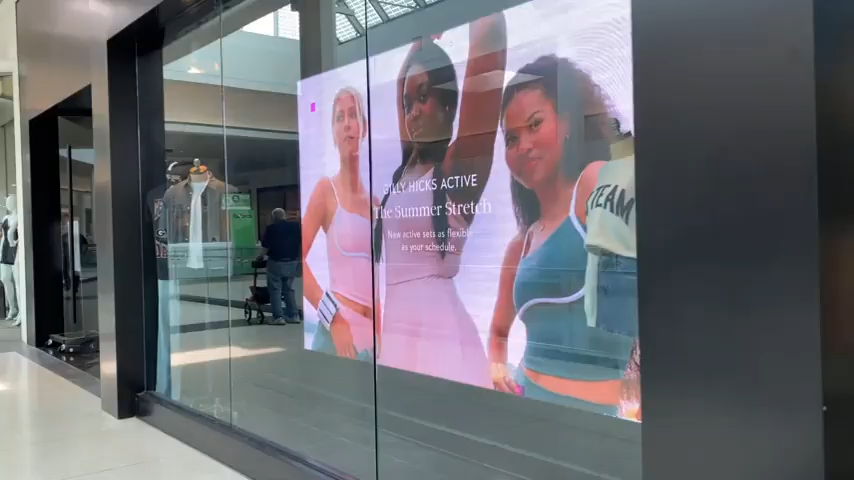 GILLY HICKS ACTIVE
The Summer Stretch
New active sets as flexible
as your schedule.
TEAM